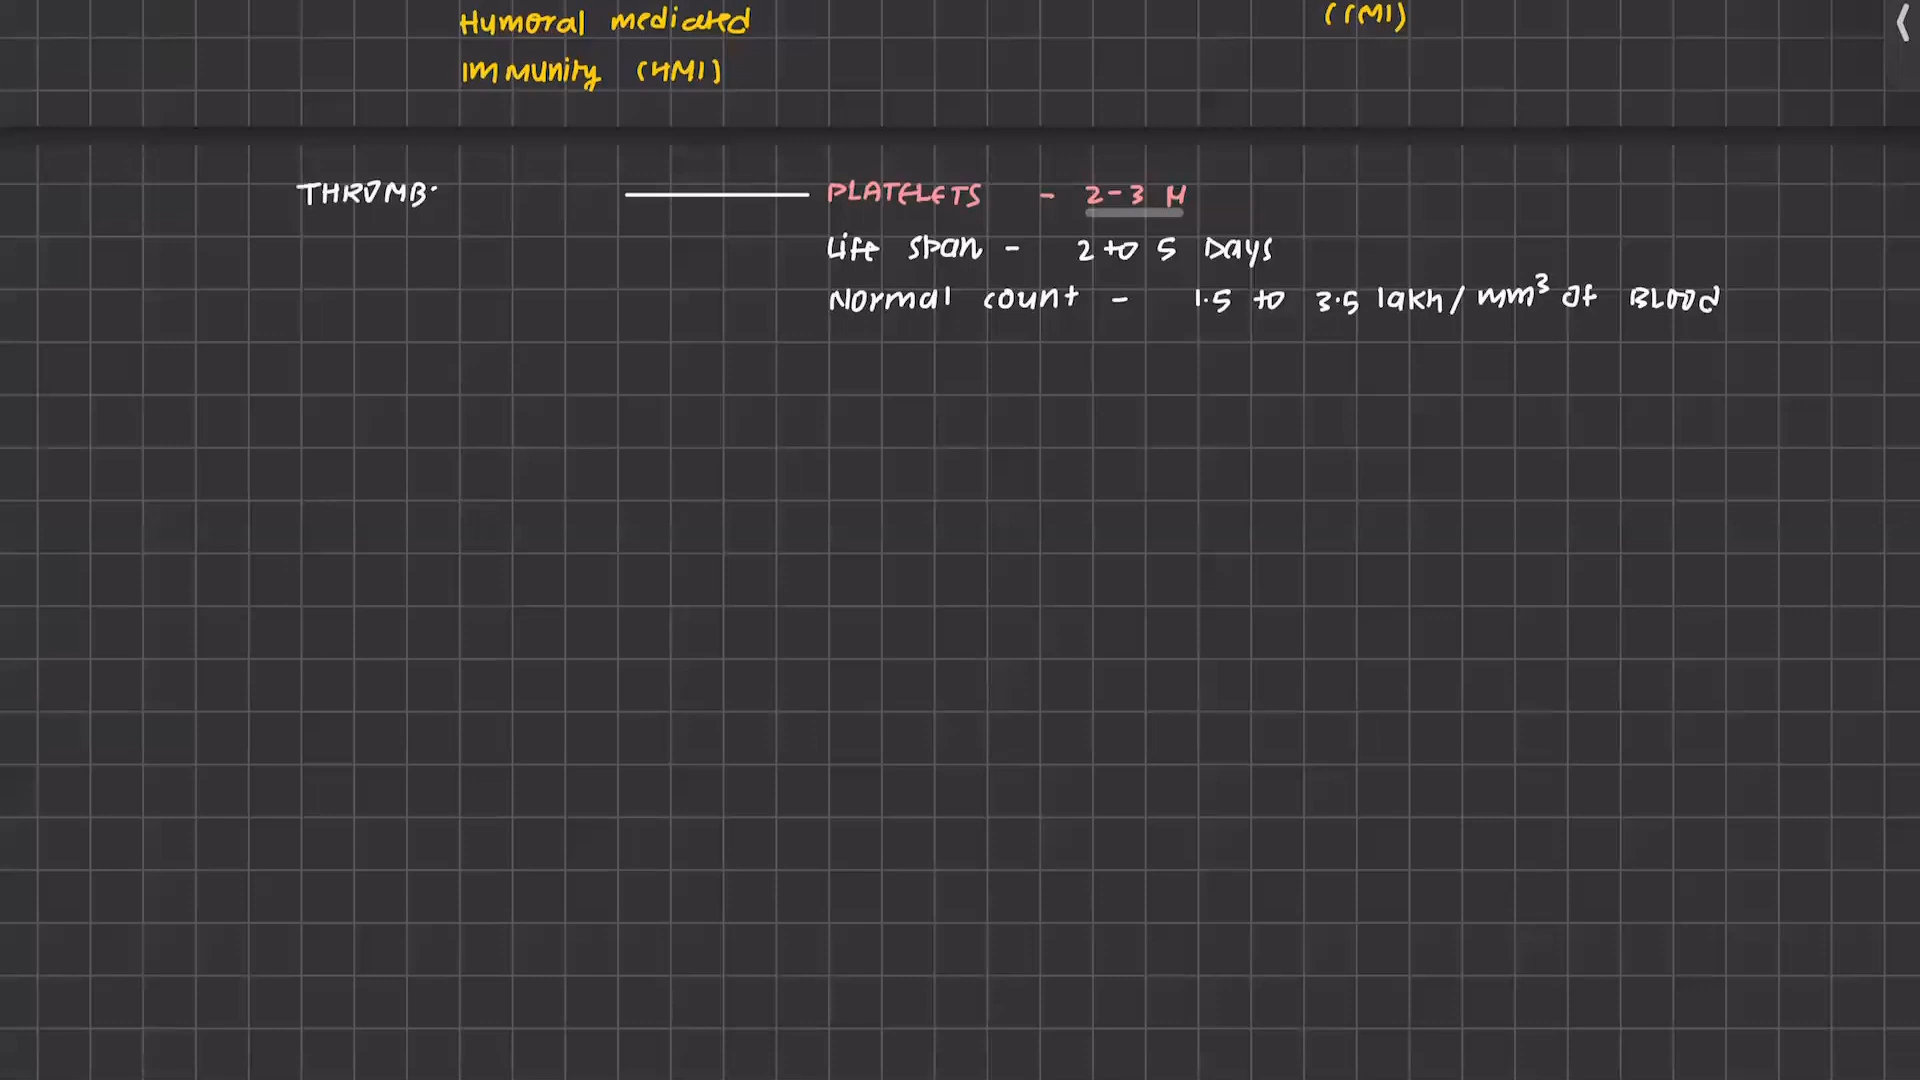 Humoral mediated (CMI)
Immunity (HMI)
THROMB. PLATELETS - 2-3 M
Life span - 2 to 5 Days
Normal count - 1.5 to 3.5 lakh/mm³ of BLOOD